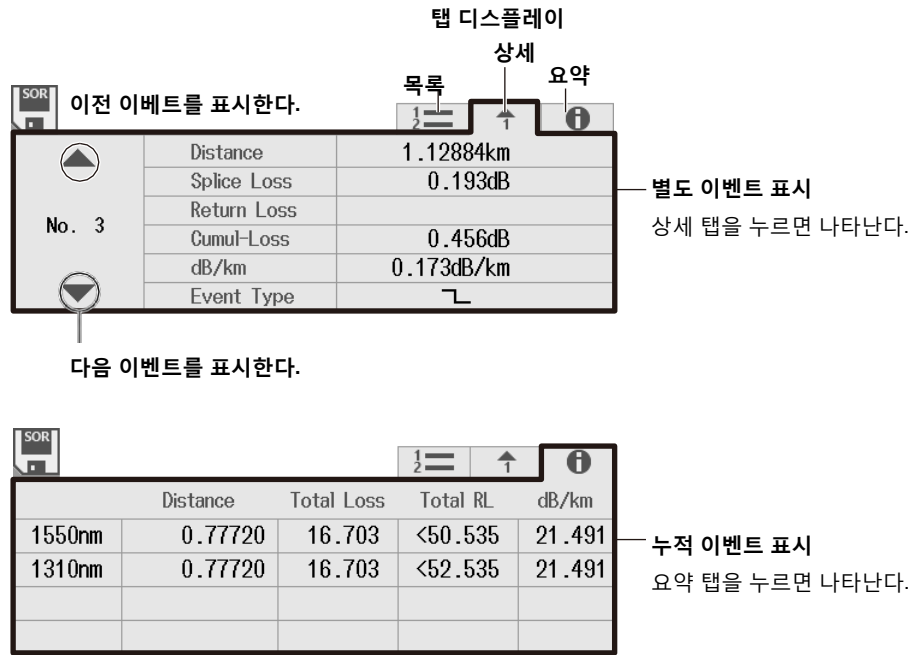 탭 디스플레이
상세
목록
요약
SOR
이전 이베트를 표시한다.
1
2
1
Distance 1.12884km
Splice Loss 0.193dB
Return Loss
No. 3
Cumul-Loss 0.456dB
dB/km 0.173dB/km
Event Type
별도 이벤트 표시
상세 탭을 누르면 나타난다.
다음 이벤트를 표시한다.
SOR
1
2
1
Distance Total Loss Total RL dB/km
1550nm 0.77720 16.703 <50.535 21.491
1310nm 0.77720 16.703 <52.535 21.491
누적 이벤트 표시
요약 탭을 누르면 나타난다.